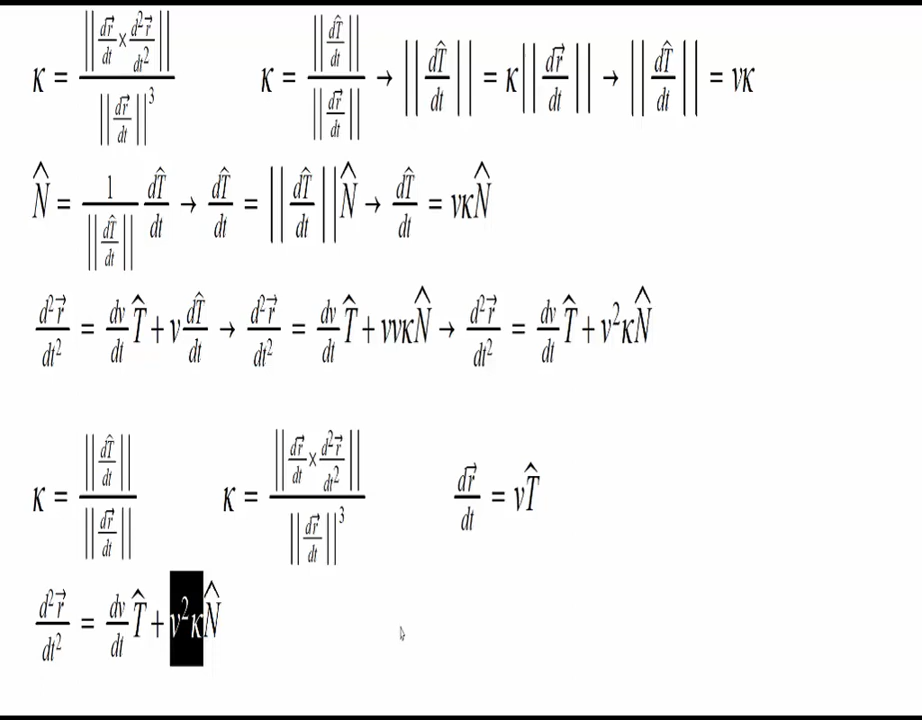 κ = ||dr⃗/dt × d²r⃗/dt²|| / ||dr⃗/dt||³    κ = ||dT̂/dt|| / ||dr⃗/dt|| → ||dT̂/dt|| = κ||dr⃗/dt|| → ||dT̂/dt|| = vκ
N̂ = 1/||dT̂/dt|| dT̂/dt → dT̂/dt = ||dT̂/dt||N̂ → dT̂/dt = vκN̂
d²r⃗/dt² = dv/dt T̂ + v dT̂/dt → d²r⃗/dt² = dv/dt T̂ + vvκN̂ → d²r⃗/dt² = dv/dt T̂ + v²κN̂
κ = ||dT̂/dt|| / ||dr⃗/dt||    κ = ||dr⃗/dt × d²r⃗/dt²|| / ||dr⃗/dt||³    dr⃗/dt = vT̂
d²r⃗/dt² = dv/dt T̂ + v²κN̂